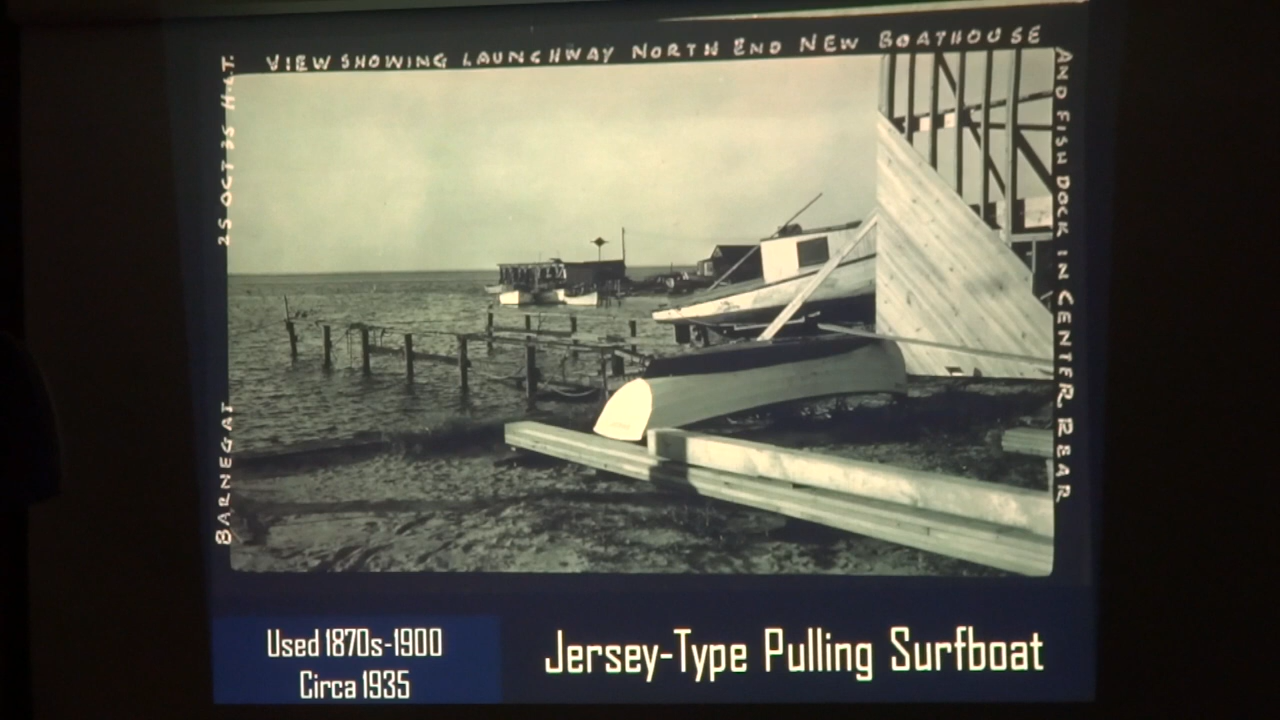 VIEW SHOWING LAUNCHWAY NORTH END NEW BOATHOUSE
AND FISH DOCK IN CENTER REAR
BARNEGAT 25 OCT 35 H.L.T.
Used 1870s-1900
Circa 1935
Jersey-Type Pulling Surfboat